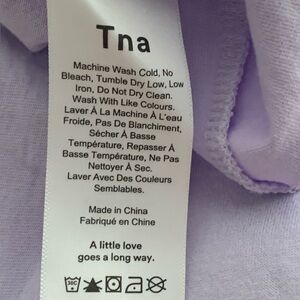 Tna
Machine Wash Cold, No
Bleach, Tumble Dry Low, Low
Iron, Do Not Dry Clean.
Wash With Like Colours.
Laver À La Machine À L'eau
Froide, Pas De Blanchiment,
Sécher À Basse
Température, Repasser À
Basse Température, Ne Pas
Nettoyer À Sec.
Laver Avec Des Couleurs
Semblables.
Made in China
Fabriqué en Chine
A little love
goes a long way.
30C